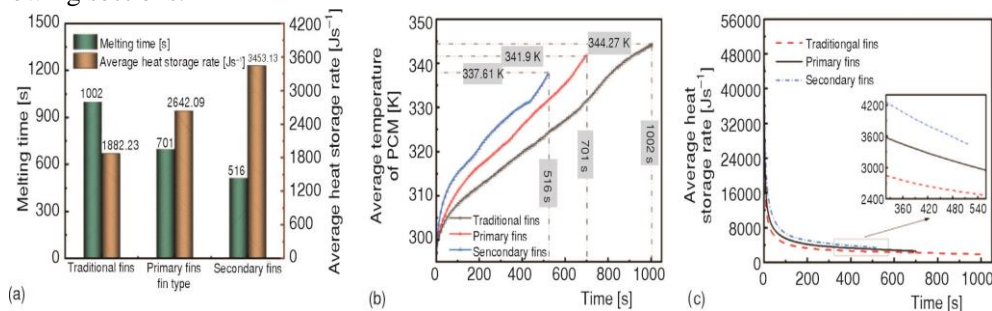 1500
1200
900
600
300
0
Melting time [s]
Melting time [s]
Average heat storage rate [Js⁻¹]
1002
1882.23
701
2642.09
516
3453.13
4200
3600
3000
2400
1800
1200
600
0
Average heat storage rate [Js⁻¹]
Traditional fins
Primary fins
Secondary fins
fin type
(a)
Average temperature
of PCM [K]
340
330
320
310
300
344.27 K
341.9 K
337.61 K
516 s
701 s
1002 s
Traditional fins
Primary fins
Sencondary fins
0
200
400
600
800
1000
Time [s]
(b)
Average heat
storage rate [Js⁻¹]
56000
48000
40000
32000
24000
16000
8000
0
Traditiongal fins
Primary fins
Secondary fins
4200
3600
3000
2400
360
420
480
540
0
200
400
600
800
1000
Time [s]
(c)